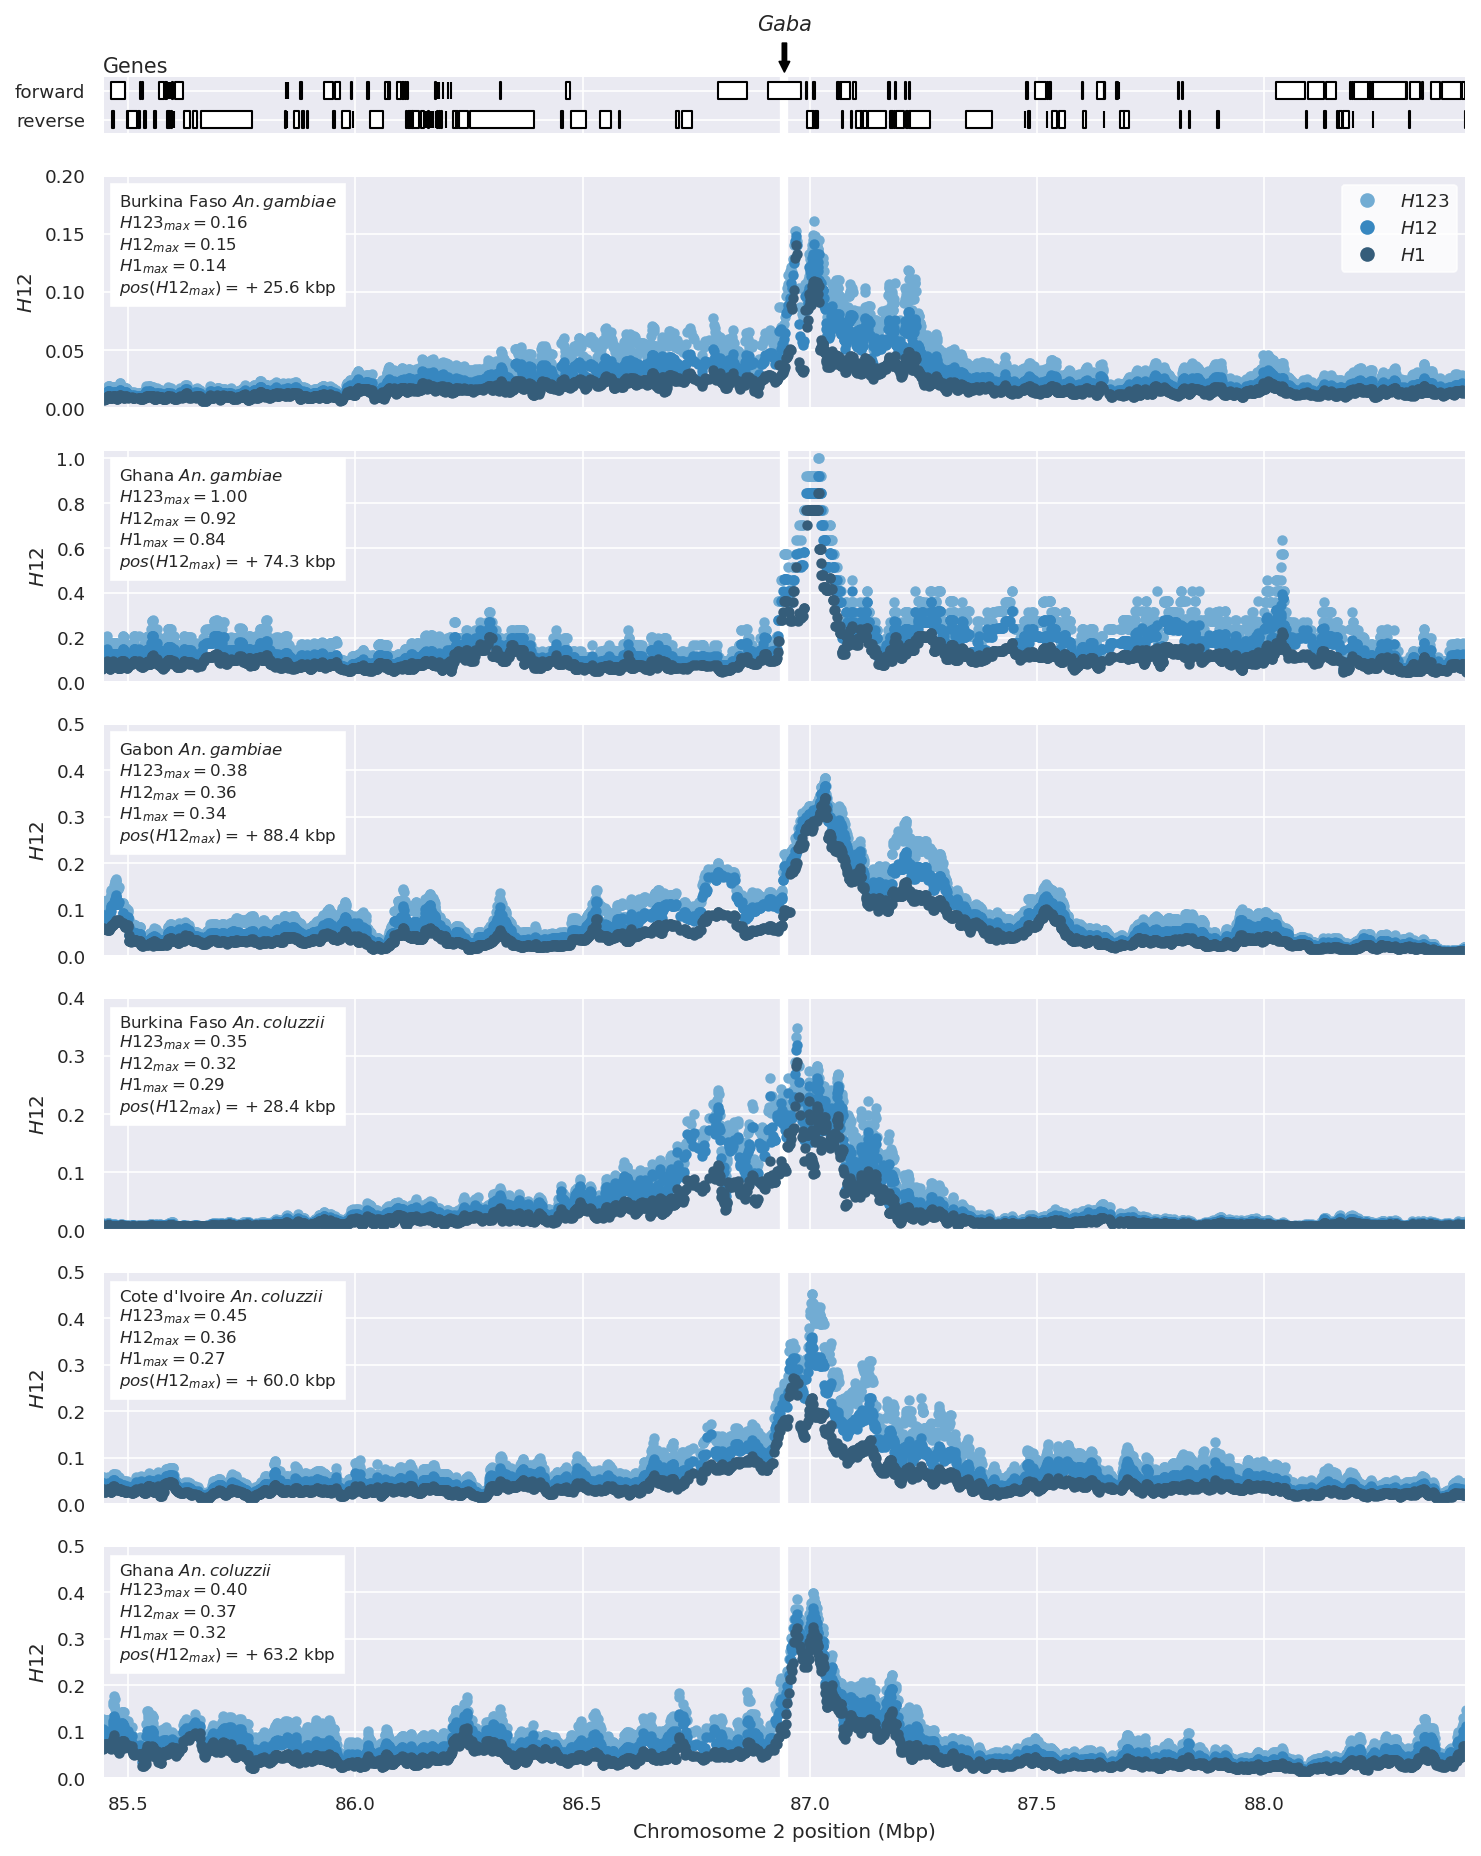 Gaba
Genes
forward
reverse
0.20
0.15
0.10
0.05
0.00
H12
Burkina Faso An. gambiae
H123max = 0.16
H12max = 0.15
H1max = 0.14
pos(H12max) = + 25.6 kbp
H123
H12
H1
1.0
0.8
0.6
0.4
0.2
0.0
H12
Ghana An. gambiae
H123max = 1.00
H12max = 0.92
H1max = 0.84
pos(H12max) = + 74.3 kbp
0.5
0.4
0.3
0.2
0.1
0.0
H12
Gabon An. gambiae
H123max = 0.38
H12max = 0.36
H1max = 0.34
pos(H12max) = + 88.4 kbp
0.4
0.3
0.2
0.1
0.0
H12
Burkina Faso An. coluzzii
H123max = 0.35
H12max = 0.32
H1max = 0.29
pos(H12max) = + 28.4 kbp
0.5
0.4
0.3
0.2
0.1
0.0
H12
Cote d'Ivoire An. coluzzii
H123max = 0.45
H12max = 0.36
H1max = 0.27
pos(H12max) = + 60.0 kbp
0.5
0.4
0.3
0.2
0.1
0.0
H12
Ghana An. coluzzii
H123max = 0.40
H12max = 0.37
H1max = 0.32
pos(H12max) = + 63.2 kbp
85.5 86.0 86.5 87.0 87.5 88.0
Chromosome 2 position (Mbp)